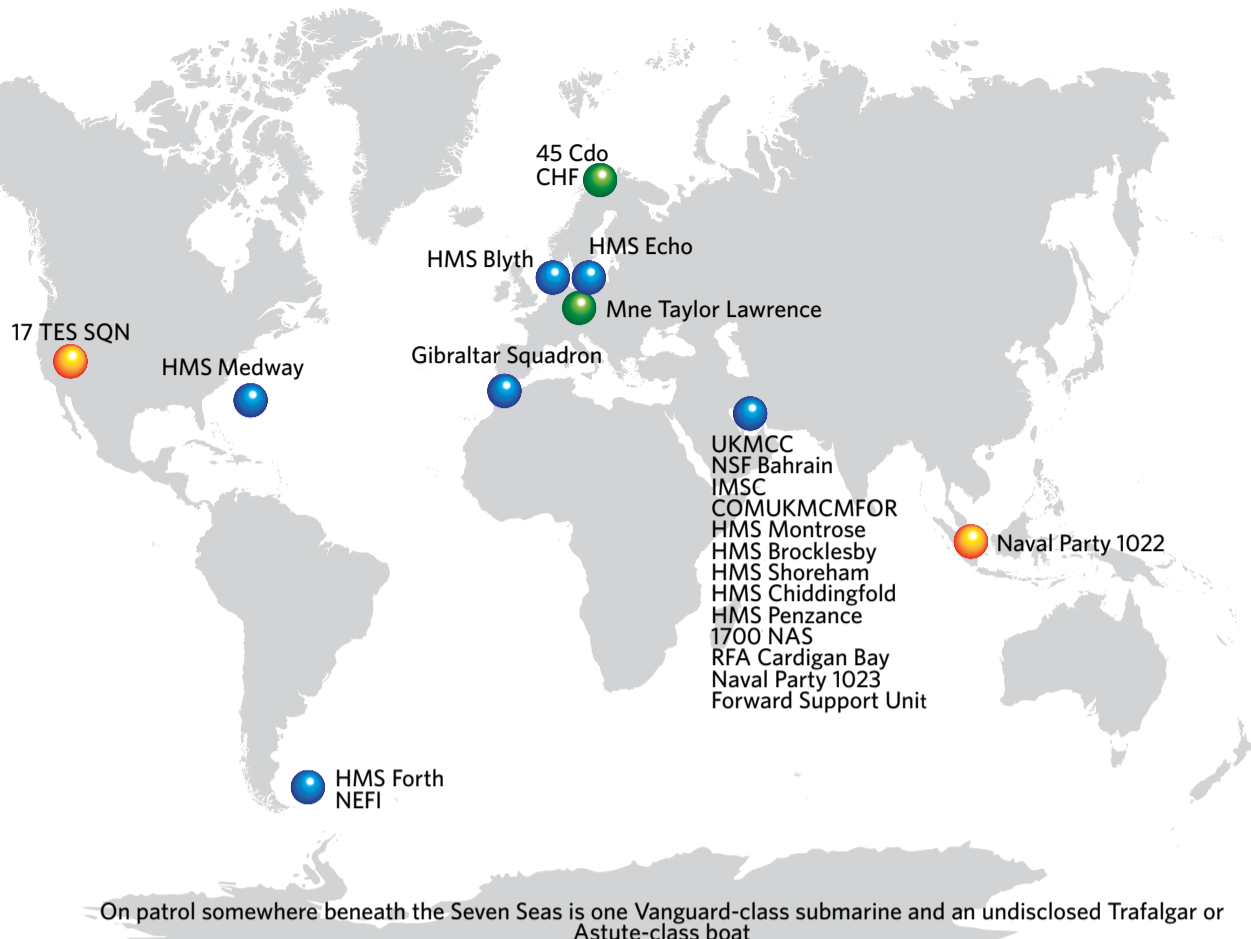 45 Cdo
CHF
HMS Echo
HMS Blyth
Mne Taylor Lawrence
17 TES SQN
HMS Medway
Gibraltar Squadron
UKMCC
NSF Bahrain
IMSC
COMUKMCMFOR
HMS Montrose
HMS Brocklesby
HMS Shoreham
HMS Chiddingfold
HMS Penzance
1700 NAS
RFA Cardigan Bay
Naval Party 1023
Forward Support Unit
Naval Party 1022
HMS Forth
NEFI
On patrol somewhere beneath the Seven Seas is one Vanguard-class submarine and an undisclosed Trafalgar or
Astute-class boat